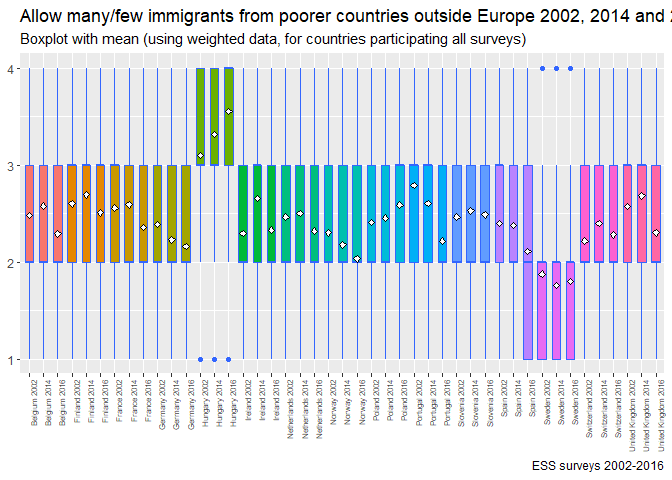 Allow many/few immigrants from poorer countries outside Europe 2002, 2014 and 2
Boxplot with mean (using weighted data, for countries participating all surveys)
4
3
2
1
Belgium 2002
Belgium 2014
Belgium 2016
Finland 2002
Finland 2014
Finland 2016
France 2002
France 2014
France 2016
Germany 2002
Germany 2014
Germany 2016
Hungary 2002
Hungary 2014
Hungary 2016
Ireland 2002
Ireland 2014
Ireland 2016
Netherlands 2002
Netherlands 2014
Netherlands 2016
Norway 2002
Norway 2014
Norway 2016
Poland 2002
Poland 2014
Poland 2016
Portugal 2002
Portugal 2014
Portugal 2016
Slovenia 2002
Slovenia 2014
Slovenia 2016
Spain 2002
Spain 2014
Spain 2016
Sweden 2002
Sweden 2014
Sweden 2016
Switzerland 2002
Switzerland 2014
Switzerland 2016
United Kingdom 2002
United Kingdom 2014
United Kingdom 2016
ESS surveys 2002-2016